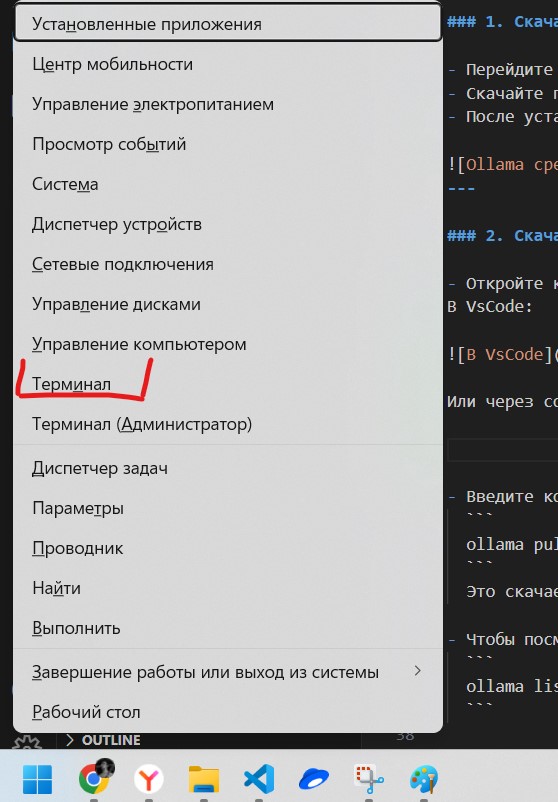 Установленные приложения
Центр мобильности
Управление электропитанием
Просмотр событий
Система
Диспетчер устройств
Сетевые подключения
Управление дисками
Управление компьютером
Терминал
Терминал (Администратор)
Диспетчер задач
Параметры
Проводник
Найти
Выполнить
Завершение работы или выход из системы
Рабочий стол
OUTLINE
### 1. Скача
- Перейдите
- Скачайте
- После уста
![Ollama сре
---
### 2. Скача
- Откройте
В VsCode:
![В VsCode](
Или через со
- Введите ко
```
ollama pul
```
Это скачае
- Чтобы посм
```
ollama lis
```
38